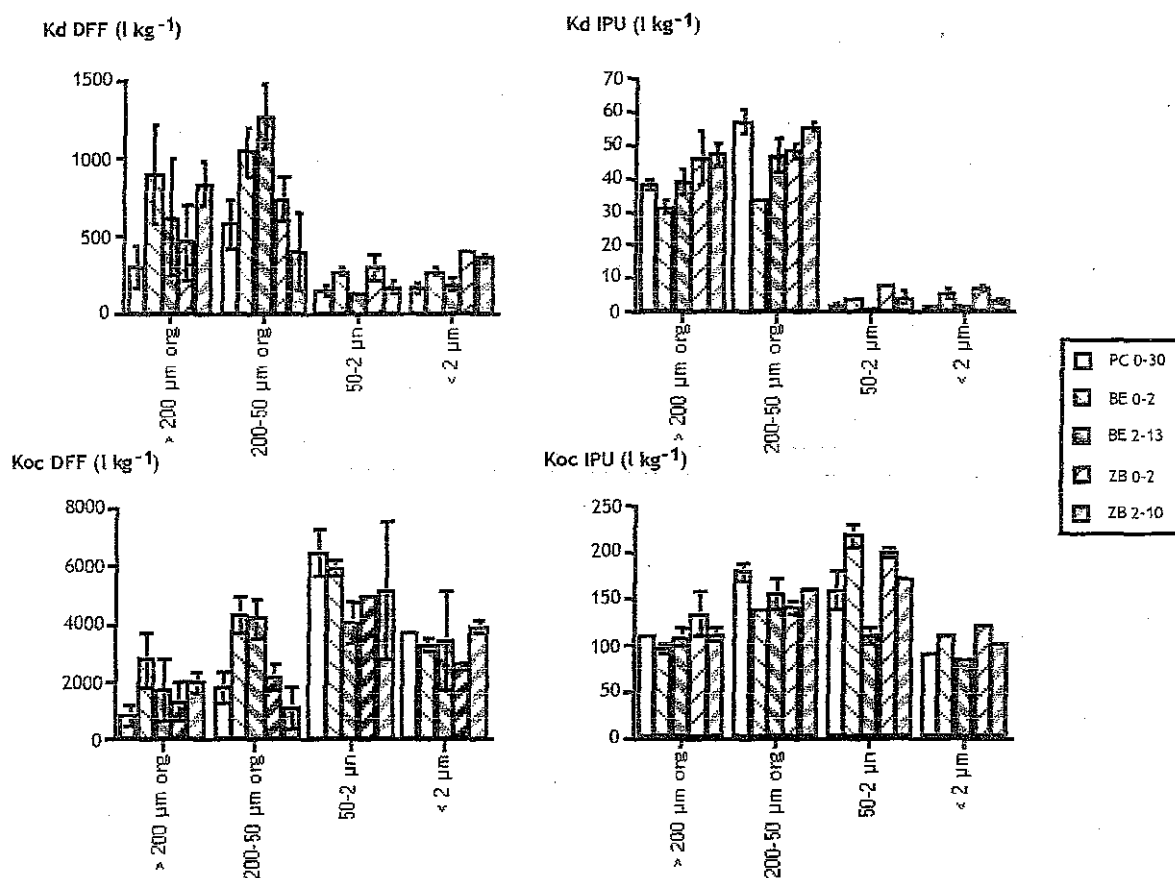 Kd DFF (l kg⁻¹)
1500
1000
500
0
> 200 µm org
200-50 µm org
50-2 µn
< 2 µm
Kd IPU (l kg⁻¹)
70
60
50
40
30
20
10
0
> 200 µm org
200-50 µm org
50-2 µm
< 2 µm
Koc DFF (l kg⁻¹)
8000
6000
4000
2000
0
> 200 µm org
200-50 µm org
50-2 µn
< 2 µm
Koc IPU (l kg⁻¹)
250
200
150
100
50
0
> 200 µm org
200-50 µm org
50-2 µn
< 2 µm
PC 0-30
BE 0-2
BE 2-13
ZB 0-2
ZB 2-10